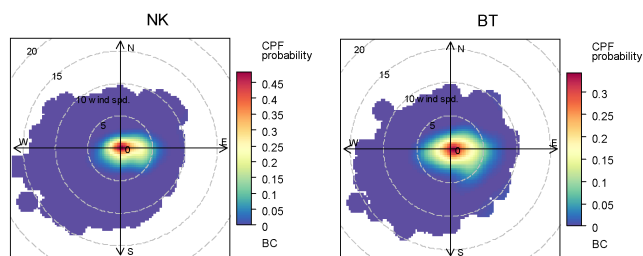 NK
CPF
probability
20
15
10 wind spd.
5
0
N
W
E
S
0.45
0.4
0.35
0.3
0.25
0.2
0.15
0.1
0.05
0
BC
BT
CPF
probability
20
15
10 wind spd.
5
0
N
W
E
S
0.3
0.25
0.2
0.15
0.1
0.05
0
BC